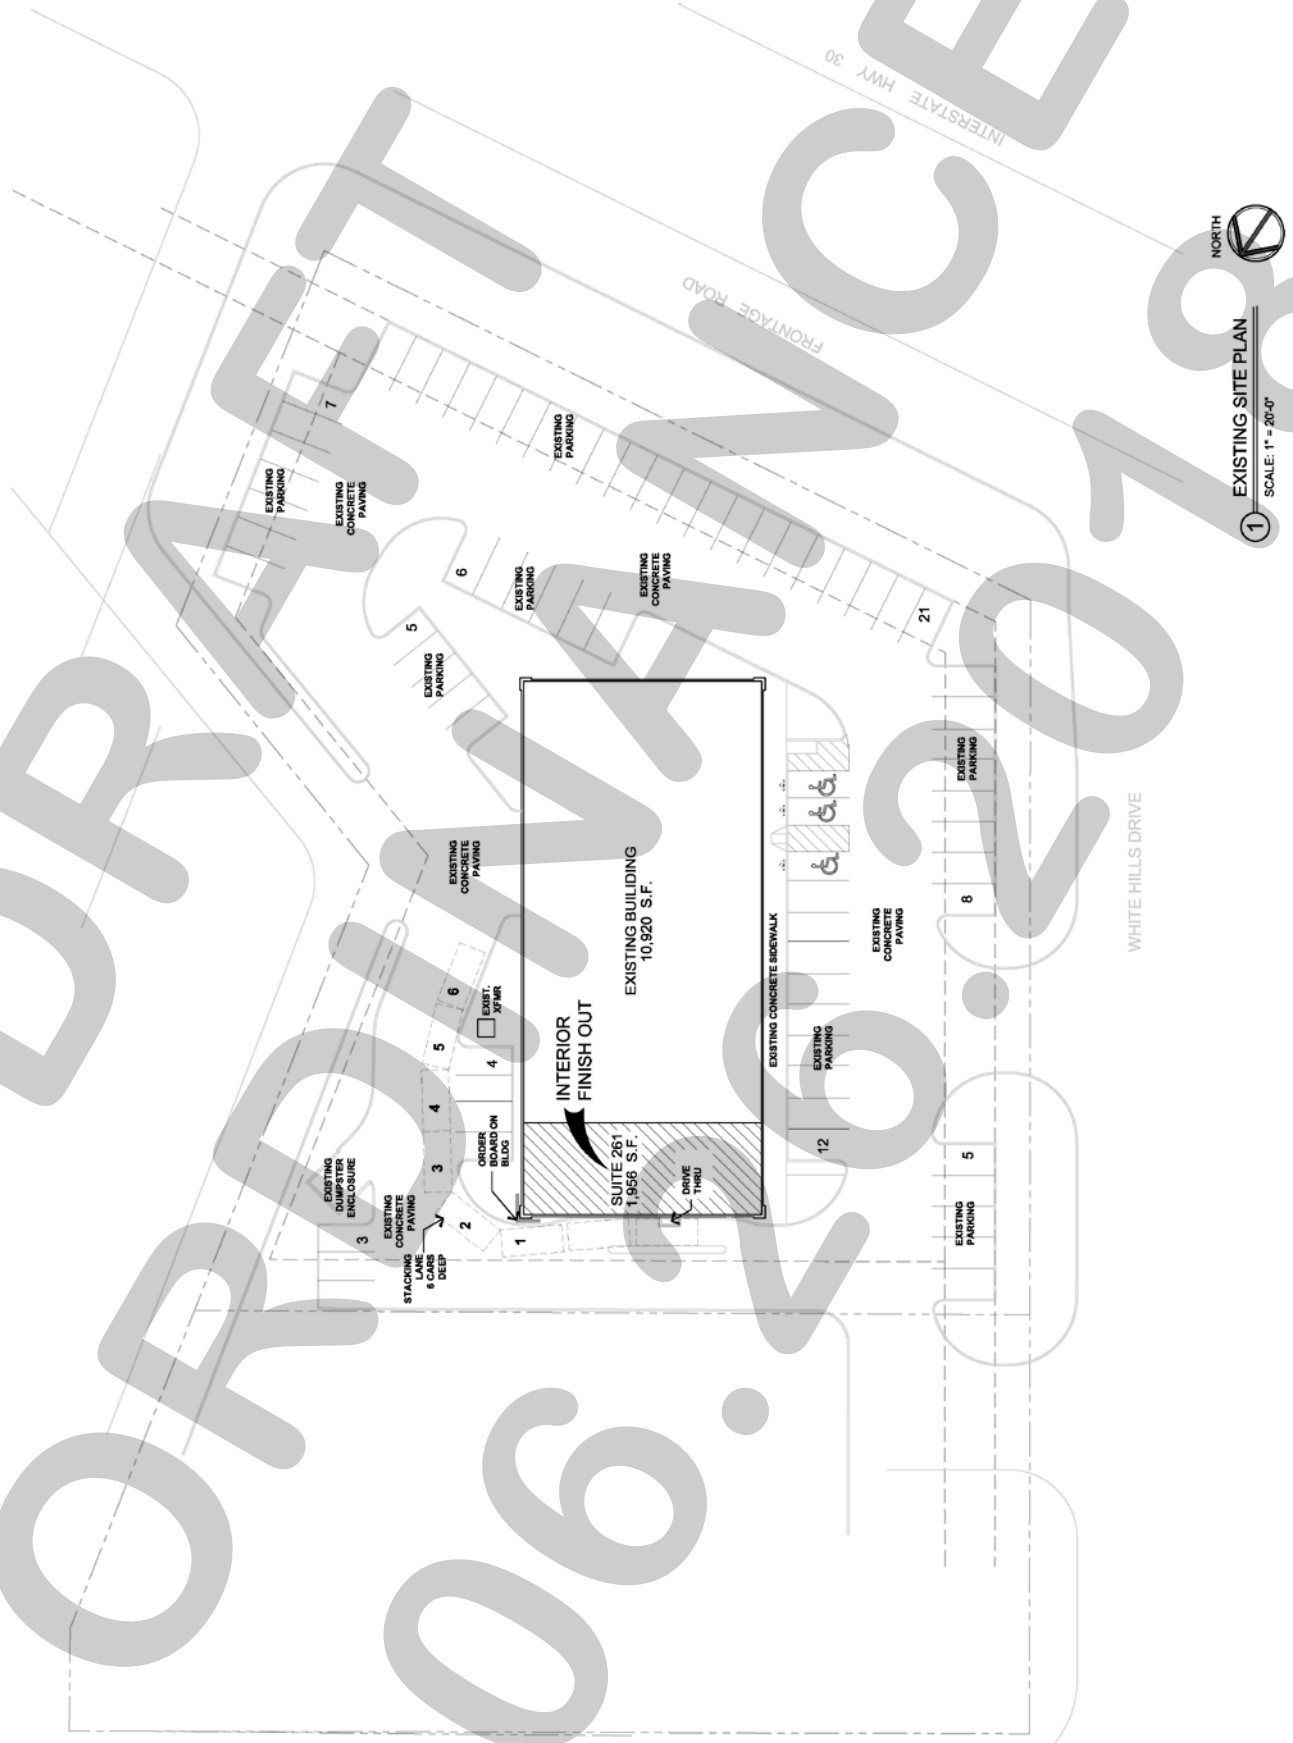 DRAFT
ORDINANCE
06.26.2018
INTERSTATE HWY 30
FRONTAGE ROAD
WHITE HILLS DRIVE
NORTH
1
EXISTING SITE PLAN
SCALE: 1" = 20'-0"
7
EXISTING
PARKING
EXISTING
CONCRETE
PAVING
EXISTING
PARKING
6
EXISTING
PARKING
EXISTING
CONCRETE
PAVING
5
EXISTING
PARKING
21
EXISTING
CONCRETE
PAVING
EXISTING
PARKING
8
EXISTING
CONCRETE
PAVING
EXISTING BUILIDING
10,920 S.F.
EXISTING CONCRETE SIDEWALK
INTERIOR
FINISH OUT
SUITE 261
1,956 S.F.
DRIVE
THRU
EXIST.
XFMR
4
ORDER
BOARD ON
BLDG
6
5
4
3
2
1
EXISTING
DUMPSTER
ENCLOSURE
3
EXISTING
CONCRETE
PAVING
STACKING
LANE
6 CARS
DEEP
EXISTING
PARKING
12
5
EXISTING
PARKING